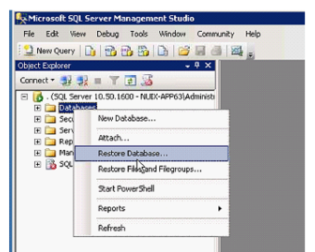 Microsoft SQL Server Management Studio
File Edit View Debug Tools Window Community Help
New Query
Object Explorer
Connect
. (SQL Server 10.50.1600 - NUIX-APP63\Administ
Databases
New Database...
Secu
Attach...
Serv
Restore Database...
Rep
Restore Files and Filegroups...
Man
SQL
Start PowerShell
Reports
Refresh